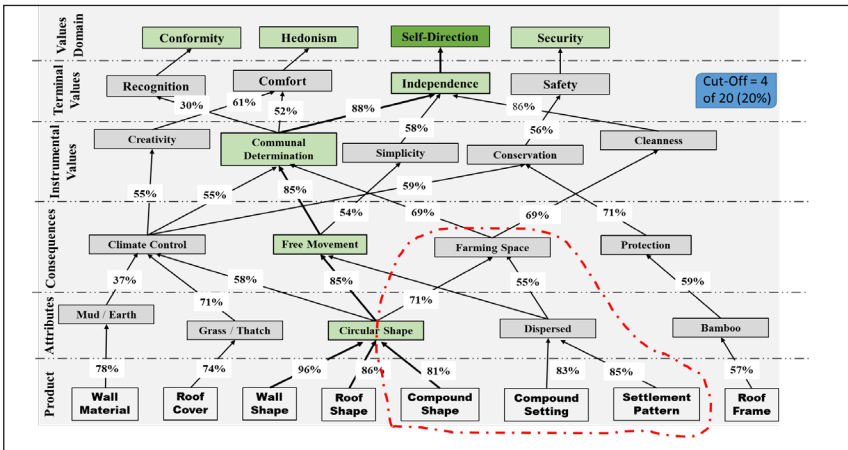 Values
Domain
Conformity
Hedonism
Self-Direction
Security
Terminal
Values
Recognition
Comfort
Independence
Safety
Cut-Off = 4
of 20 (20%)
30%
61%
52%
88%
86%
Instrumental
Values
Creativity
Communal
Determination
Simplicity
Conservation
Cleanness
58%
56%
55%
55%
85%
59%
54%
69%
69%
71%
Consequences
Climate Control
Free Movement
Farming Space
Protection
37%
71%
58%
85%
71%
55%
59%
Attributes
Mud / Earth
Grass / Thatch
Circular Shape
Dispersed
Bamboo
78%
74%
96%
86%
81%
83%
85%
57%
Product
Wall
Material
Roof
Cover
Wall
Shape
Roof
Shape
Compound
Shape
Compound
Setting
Settlement
Pattern
Roof
Frame